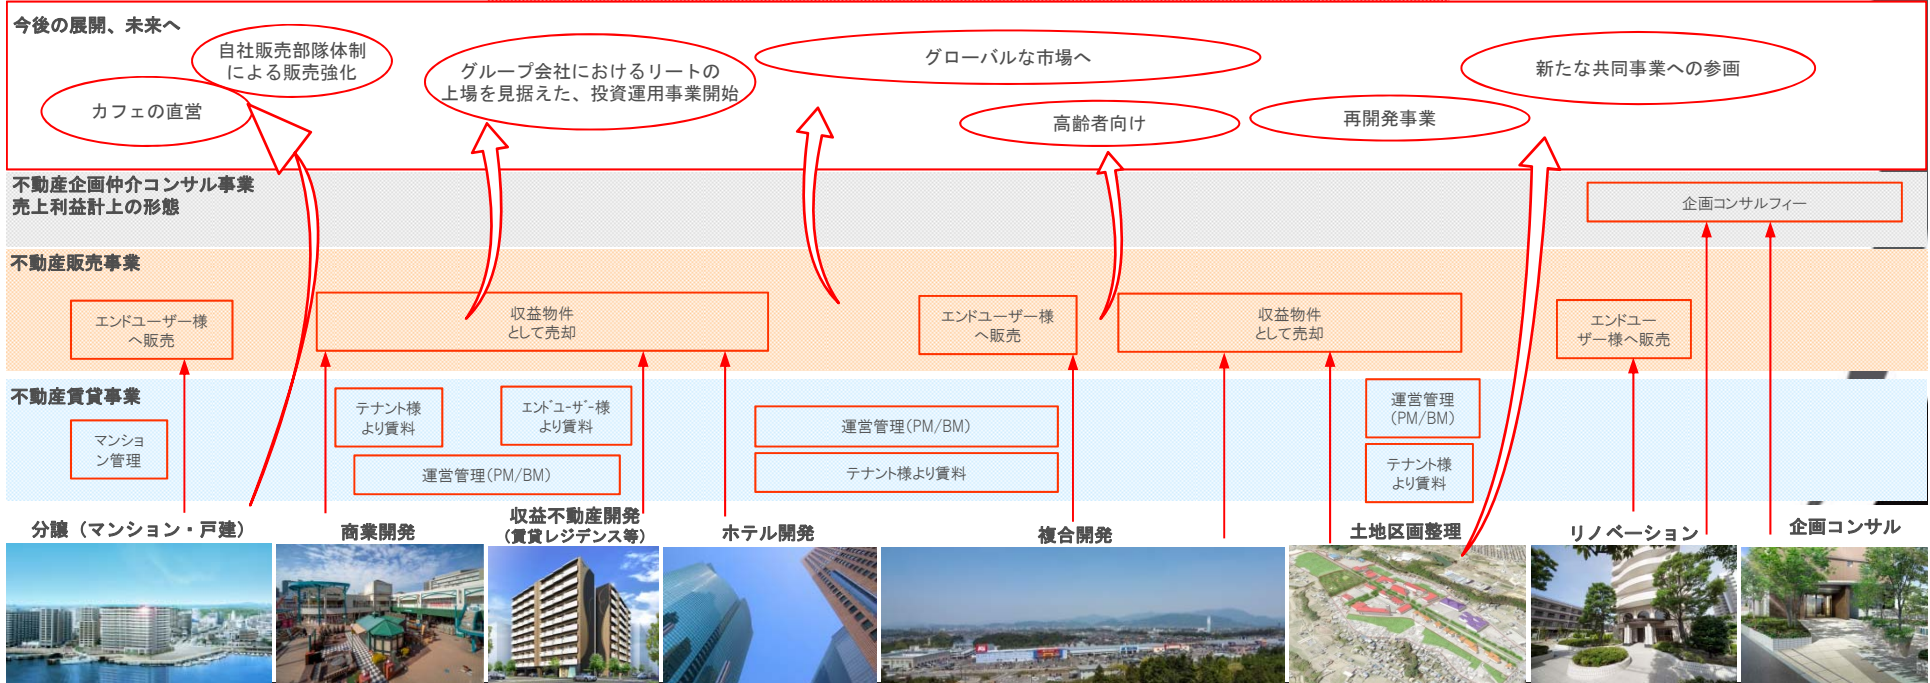 今後の展開、未来へ
自社販売部隊体制
による販売強化
カフェの直営
グループ会社におけるリートの
上場を見据えた、投資運用事業開始
グローバルな市場へ
高齢者向け
再開発事業
新たな共同事業への参画
不動産企画仲介コンサル事業
売上利益計上の形態
企画コンサルフィー
不動産販売事業
エンドユーザー様
へ販売
収益物件
として売却
エンドユーザー様
へ販売
収益物件
として売却
エンドユー
ザー様へ販売
不動産賃貸事業
マンショ
ン管理
テナント様
より賃料
エンドユーザー様
より賃料
運営管理(PM/BM)
運営管理(PM/BM)
テナント様より賃料
運営管理
(PM/BM)
テナント様
より賃料
分譲（マンション・戸建）
商業開発
収益不動産開発
（賃貸レジデンス等）
ホテル開発
複合開発
土地区画整理
リノベーション
企画コンサル